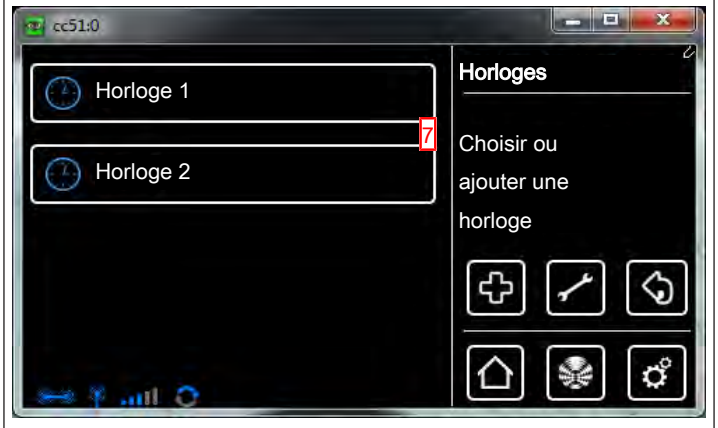 cc51:0
Horloge 1
7
Horloge 2
Horloges
Choisir ou
ajouter une
horloge